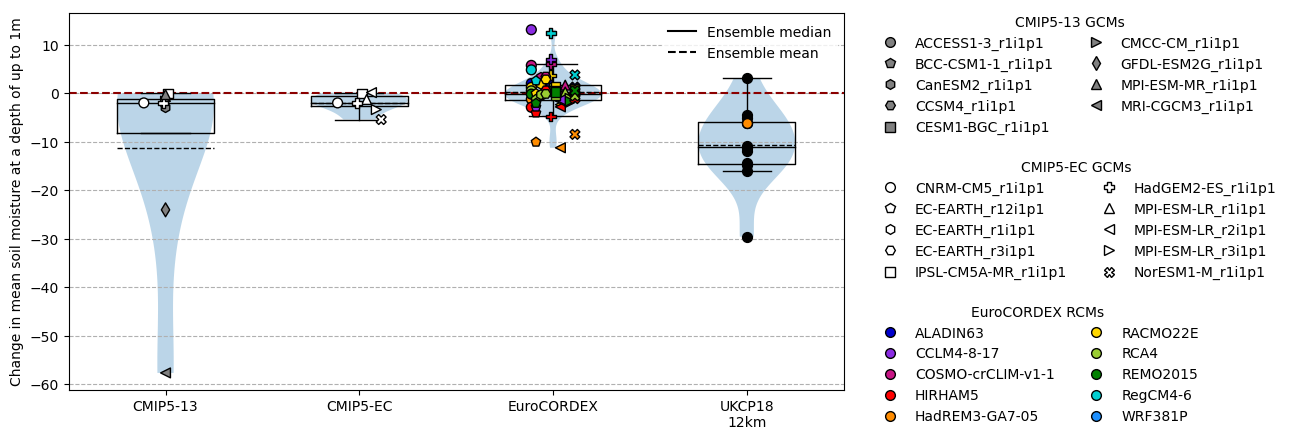 Change in mean soil moisture at a depth of up to 1m
10
0
−10
−20
−30
−40
−50
−60
CMIP5-13
CMIP5-EC
EuroCORDEX
UKCP18
12km
Ensemble median
Ensemble mean
CMIP5-13 GCMs
ACCESS1-3_r1i1p1
BCC-CSM1-1_r1i1p1
CanESM2_r1i1p1
CCSM4_r1i1p1
CESM1-BGC_r1i1p1
CMCC-CM_r1i1p1
GFDL-ESM2G_r1i1p1
MPI-ESM-MR_r1i1p1
MRI-CGCM3_r1i1p1
CMIP5-EC GCMs
CNRM-CM5_r1i1p1
EC-EARTH_r12i1p1
EC-EARTH_r1i1p1
EC-EARTH_r3i1p1
IPSL-CM5A-MR_r1i1p1
HadGEM2-ES_r1i1p1
MPI-ESM-LR_r1i1p1
MPI-ESM-LR_r2i1p1
MPI-ESM-LR_r3i1p1
NorESM1-M_r1i1p1
EuroCORDEX RCMs
ALADIN63
CCLM4-8-17
COSMO-crCLIM-v1-1
HIRHAM5
HadREM3-GA7-05
RACMO22E
RCA4
REMO2015
RegCM4-6
WRF381P